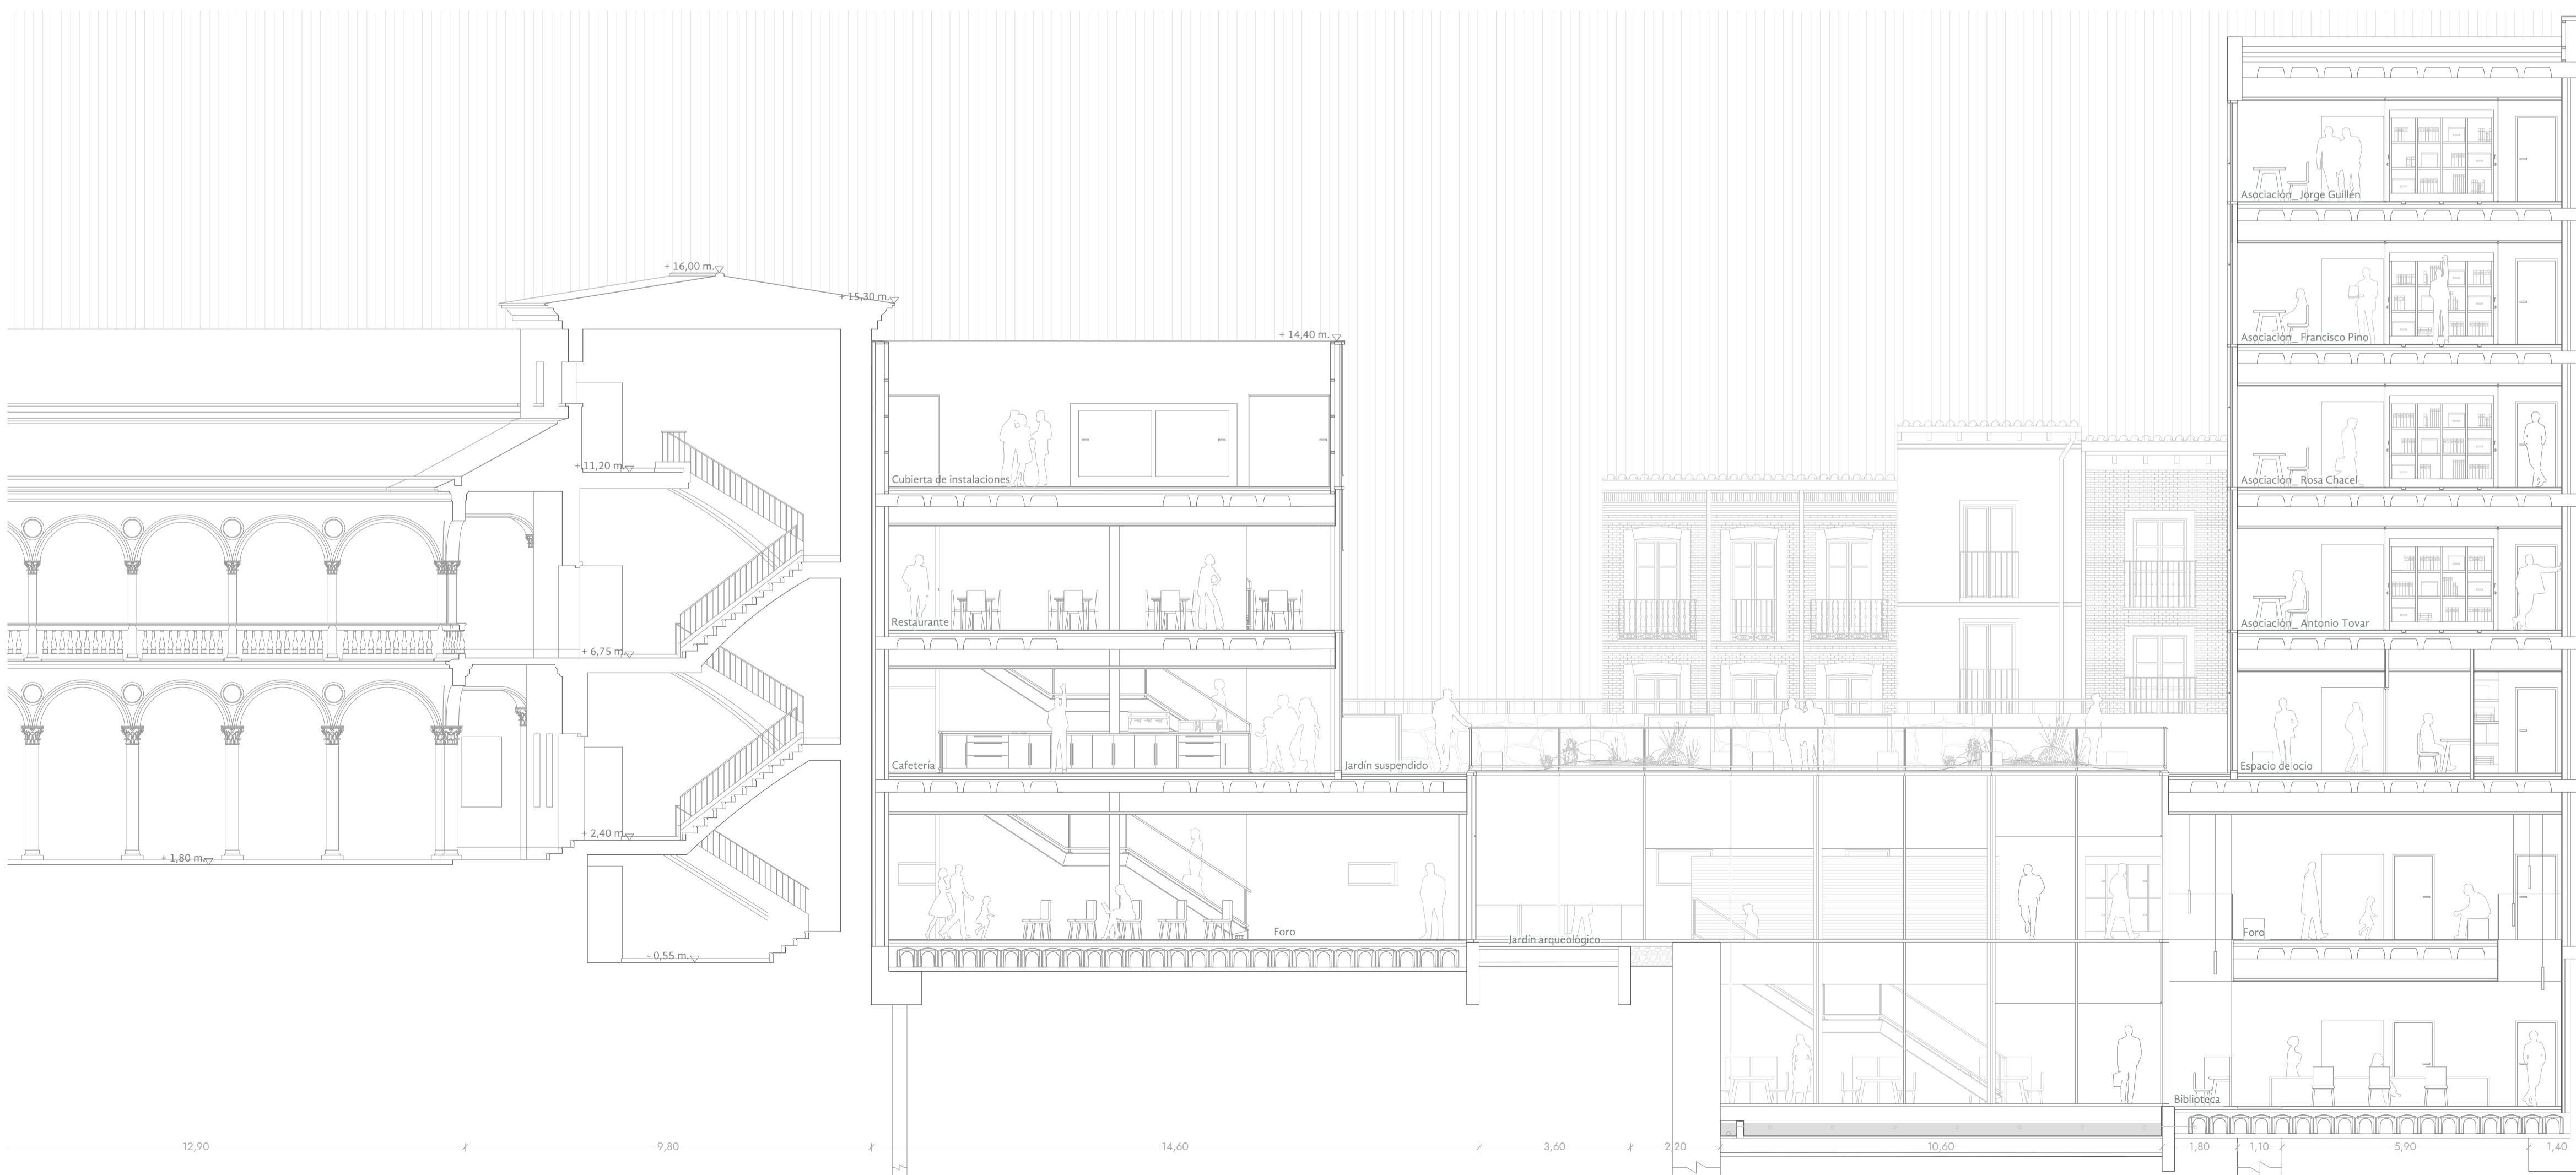 Asociación_ Jorge Guillén
+ 16,00 m.
+ 15,30 m.
+ 14,40 m.
Asociación_ Francisco Pino
+ 11,20 m.
Cubierta de instalaciones
Asociación_ Rosa Chacel
Restaurante
Asociación_ Antonio Tovar
+ 6,75 m.
Cafetería
Jardín suspendido
Espacio de ocio
+ 2,40 m.
+ 1,80 m.
Foro
Foro
Jardín arqueológico
- 0,55 m.
Biblioteca
12,90 9,80 14,60 3,60 2,20 10,60 1,80 1,10 5,90 1,40